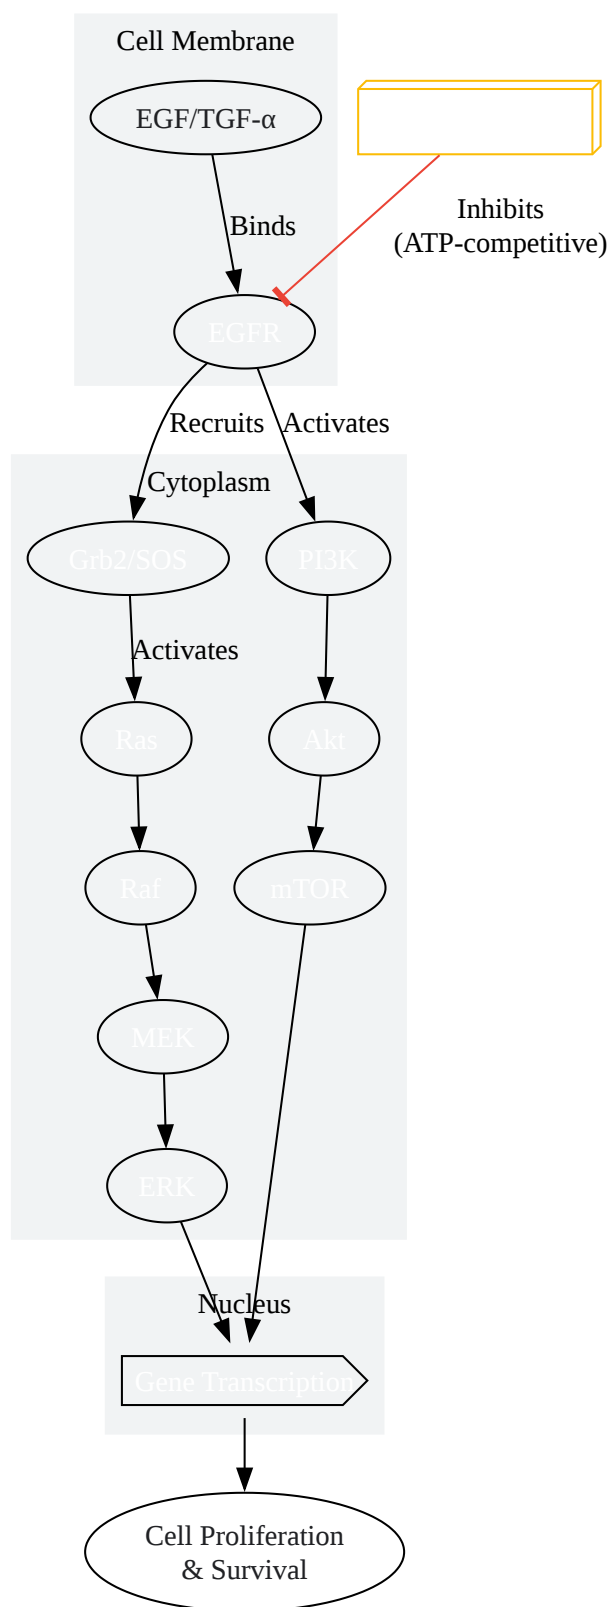 Cell Membrane
EGF/TGF-α
Inhibits
(ATP-competitive)
Binds
EGFR
Recruits
Activates
Cytoplasm
Grb2/SOS
PI3K
Activates
Ras
Akt
Raf
mTOR
MEK
ERK
Nucleus
Gene Transcription
Cell Proliferation
& Survival